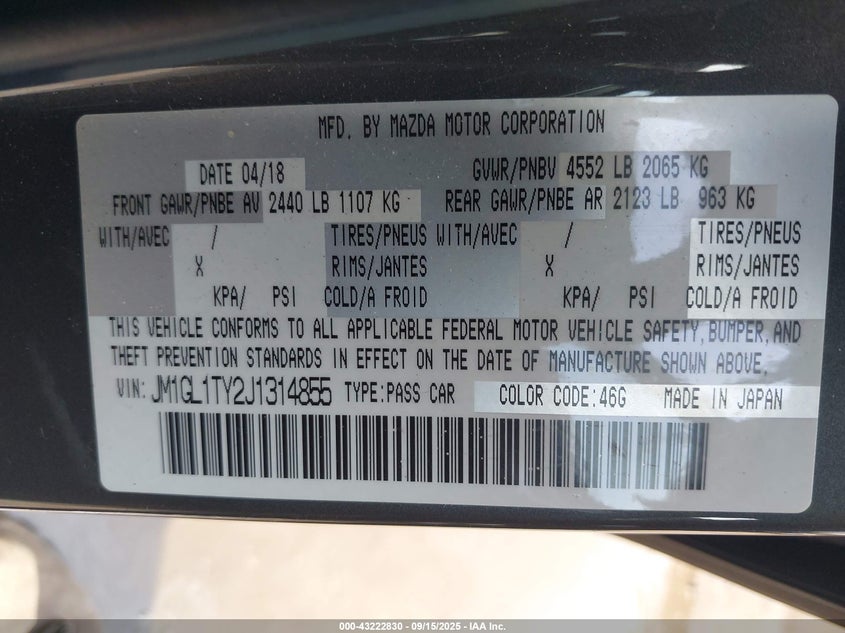 MFD. BY MAZDA MOTOR CORPORATION
DATE 04/18 GVWR/PNBV 4552 LB 2065 KG
FRONT GAWR/PNBE AV 2440 LB 1107 KG REAR GAWR/PNBE AR 2123 LB 963 KG
WITH/AVEC / TIRES/PNEUS WITH/AVEC / TIRES/PNEUS
X RIMS/JANTES X RIMS/JANTES
KPA/ PSI COLD/A FROID KPA/ PSI COLD/A FROID
THIS VEHICLE CONFORMS TO ALL APPLICABLE FEDERAL MOTOR VEHICLE SAFETY, BUMPER, AND
THEFT PREVENTION STANDARDS IN EFFECT ON THE DATE OF MANUFACTURE SHOWN ABOVE.
VIN: JM1GL1TY2J1314855 TYPE:PASS CAR COLOR CODE:46G MADE IN JAPAN
000-43222830 - 09/15/2025 - IAA Inc.